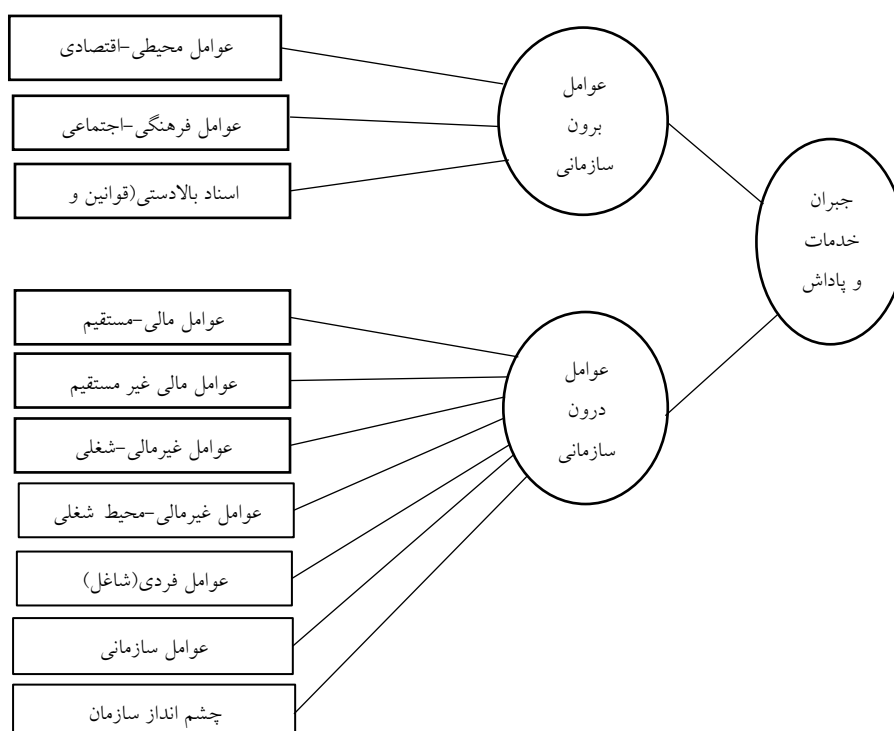 جبران
خدمات
و پاداش
عوامل
برون
سازمانی
عوامل محیطی-اقتصادی
عوامل فرهنگی-اجتماعی
اسناد بالادستی(قوانین و
عوامل
درون
سازمانی
عوامل مالی-مستقیم
عوامل مالی غیر مستقیم
عوامل غیرمالی-شغلی
عوامل غیرمالی-محیط شغلی
عوامل فردی(شاغل)
عوامل سازمانی
چشم انداز سازمان